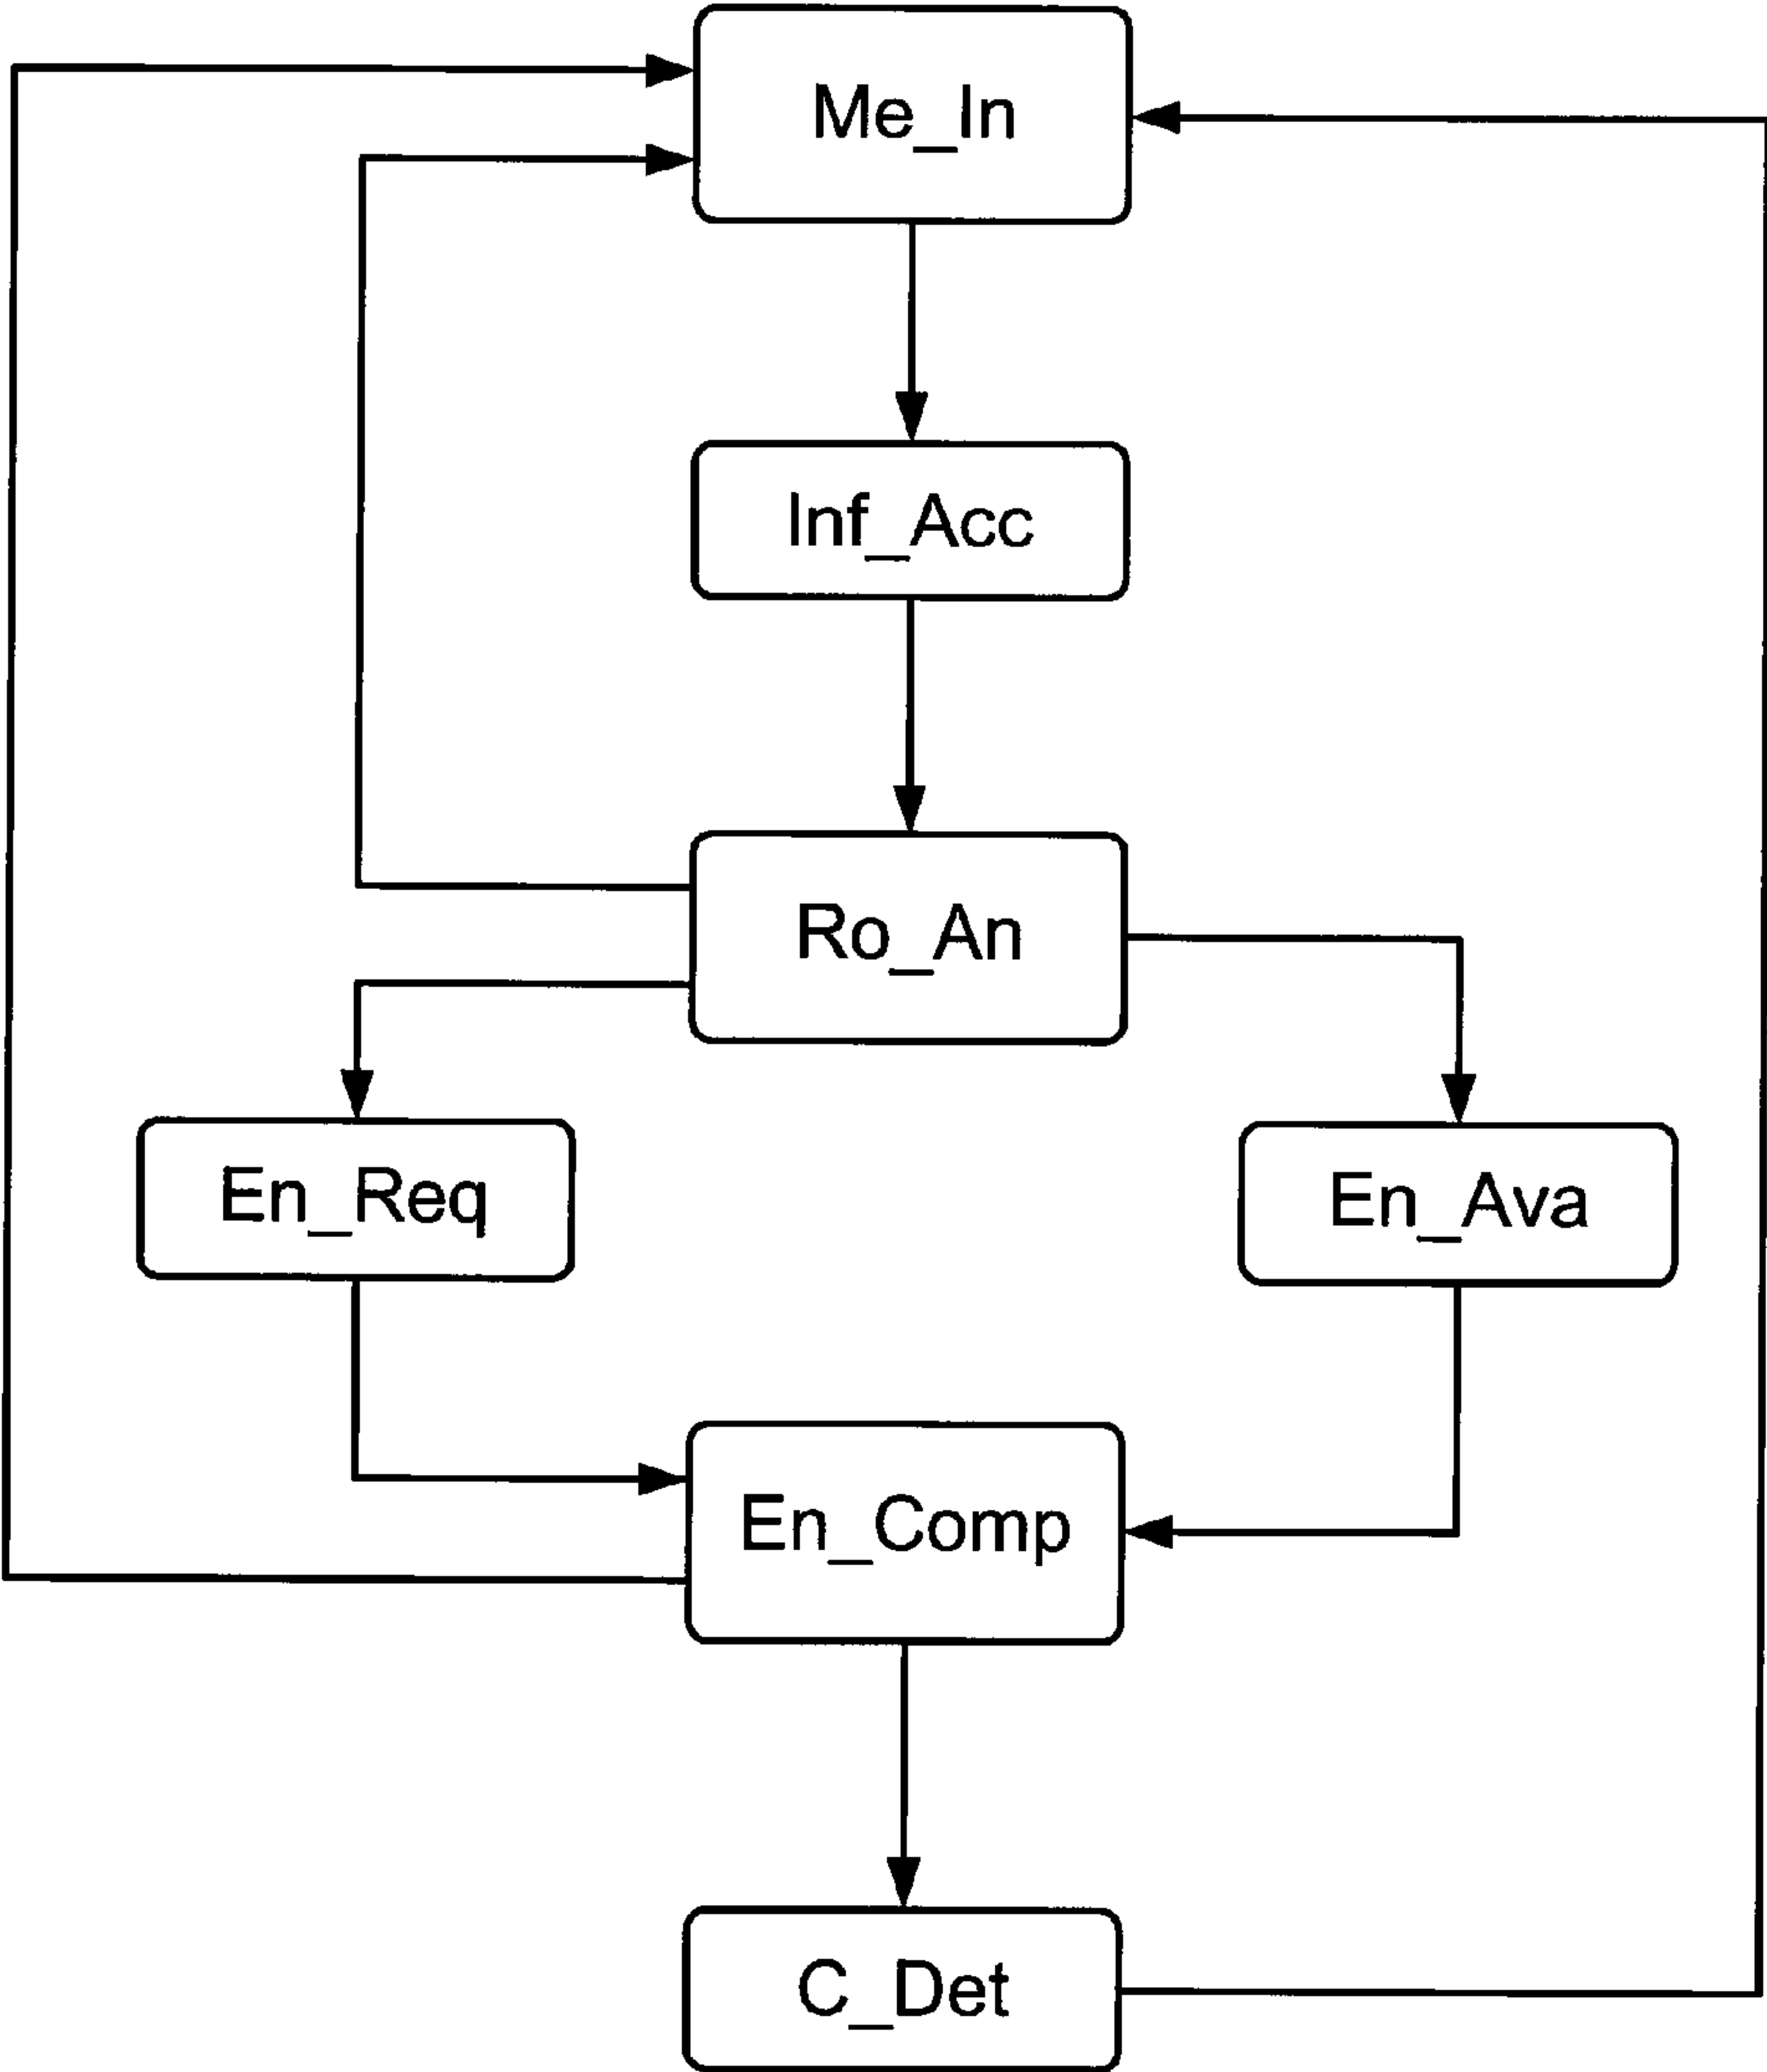 Me_In
Inf_Acc
Ro_An
En_Req
En_Ava
En_Comp
C_Det